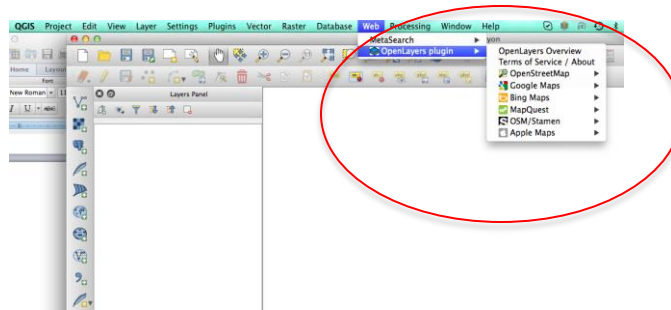 QGIS Project Edit View Layer Settings Plugins Vector Raster Database Web Processing Window Help
MetaSearch
yon
OpenLayers plugin
OpenLayers Overview
Terms of Service / About
OpenStreetMap
Google Maps
Bing Maps
MapQuest
OSM/Stamen
Apple Maps
Home
Font
New Roman
Layers Panel
I U